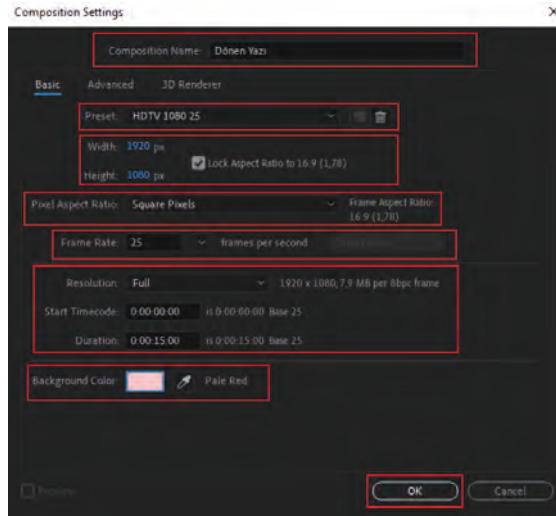 Composition Settings
Composition Name: Dönen Yazı
Basic Advanced 3D Renderer
Preset: HDTV 1080 25
Width: 1920 px
Lock Aspect Ratio to 16:9 (1,78)
Height: 1080 px
Pixel Aspect Ratio: Square Pixels Frame Aspect Ratio:
16:9 (1,78)
Frame Rate: 25 frames per second
Resolution: Full 1920 x 1080, 7,9 MB per 8bpc frame
Start Timecode: 0:00:00:00 is 0:00:00:00 Base 25
Duration: 0:00:15:00 is 0:00:15:00 Base 25
Background Color: Pale Red
Preview OK Cancel